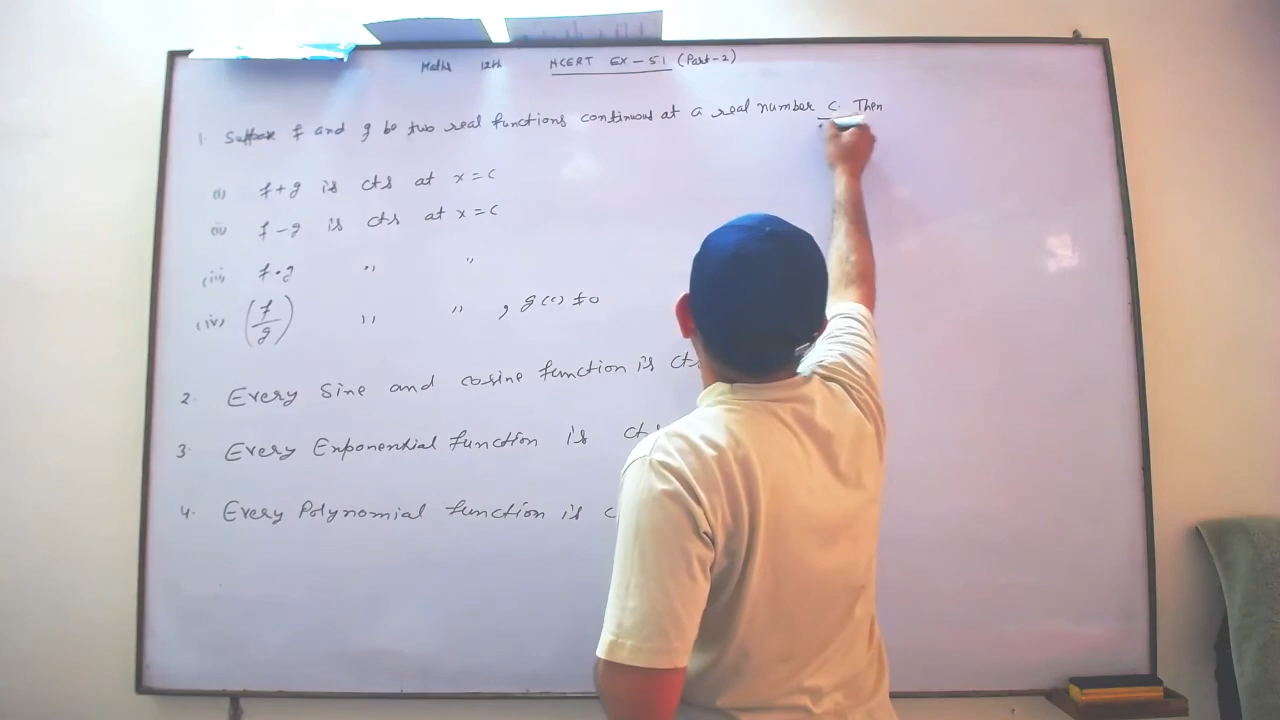 Maths 12th NCERT EX-5.1 (Part-2)
1. Suppose f and g be two real functions continuous at a real number c. Then
(i) f+g is cts at x=c
(ii) f-g is cts at x=c
(iii) f.g ,, ,,
(iv) (f/g) ,, ,, , g(c)≠0
2. Every Sine and cosine function is cts
3. Every Exponential function is cts
4. Every Polynomial function is c